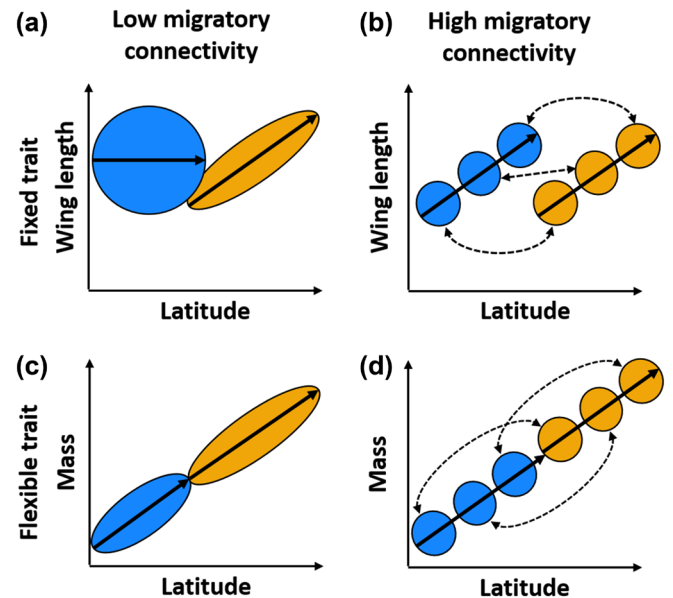 (a)
Low migratory
connectivity
(b)
High migratory
connectivity
Fixed trait
Wing length
Latitude
Wing length
Latitude
(c)
(d)
Flexible trait
Mass
Latitude
Mass
Latitude